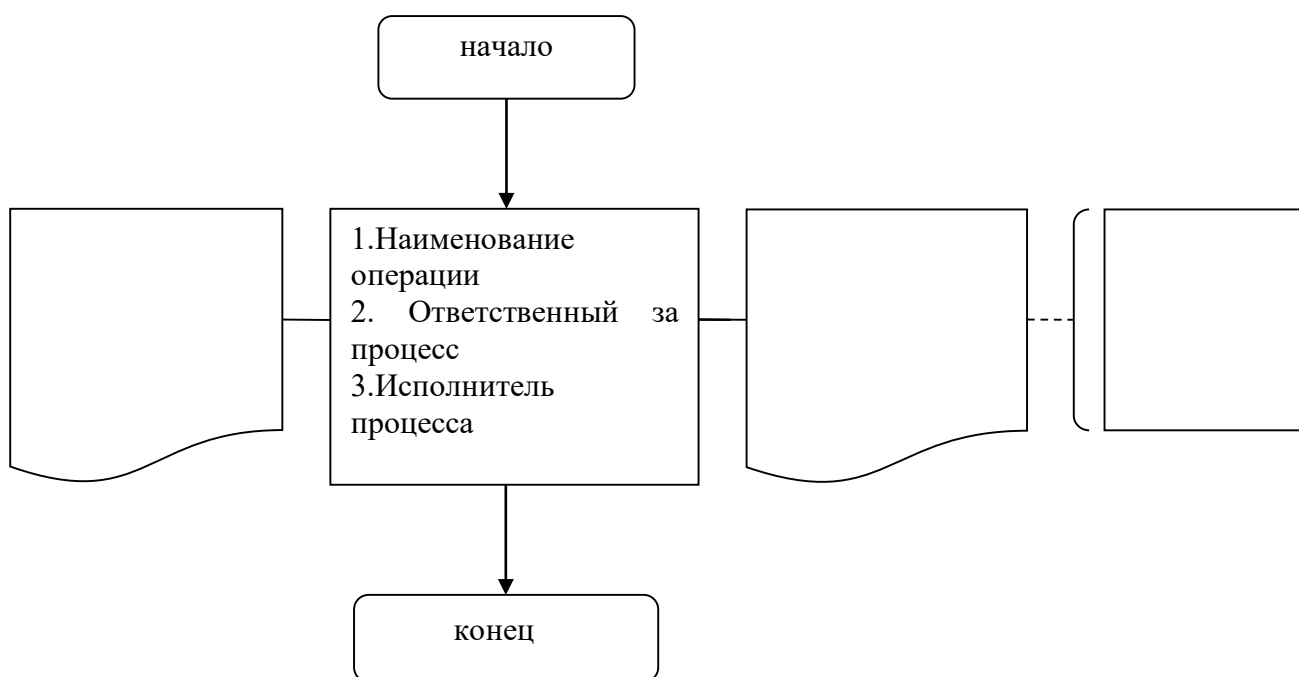 начало
1.Наименование
операции
2. Ответственный за
процесс
3.Исполнитель
процесса
конец